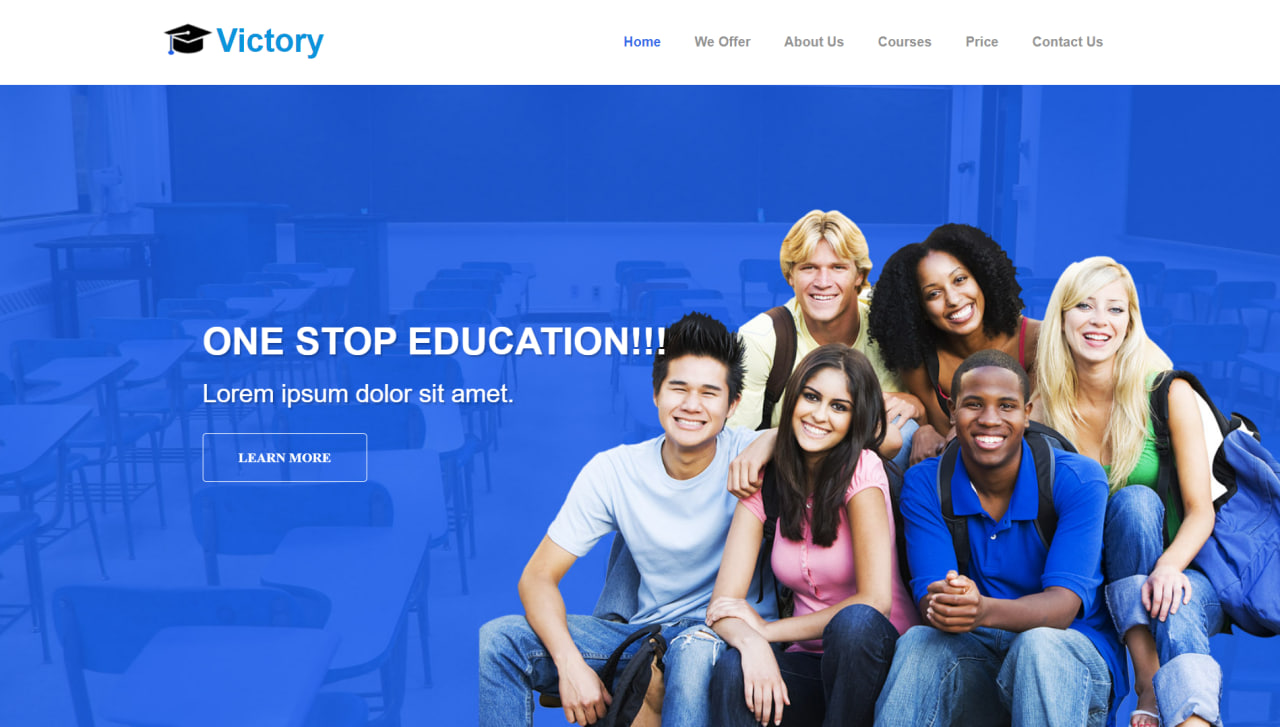 Victory
Home We Offer About Us Courses Price Contact Us
ONE STOP EDUCATION!!!
Lorem ipsum dolor sit amet.
LEARN MORE